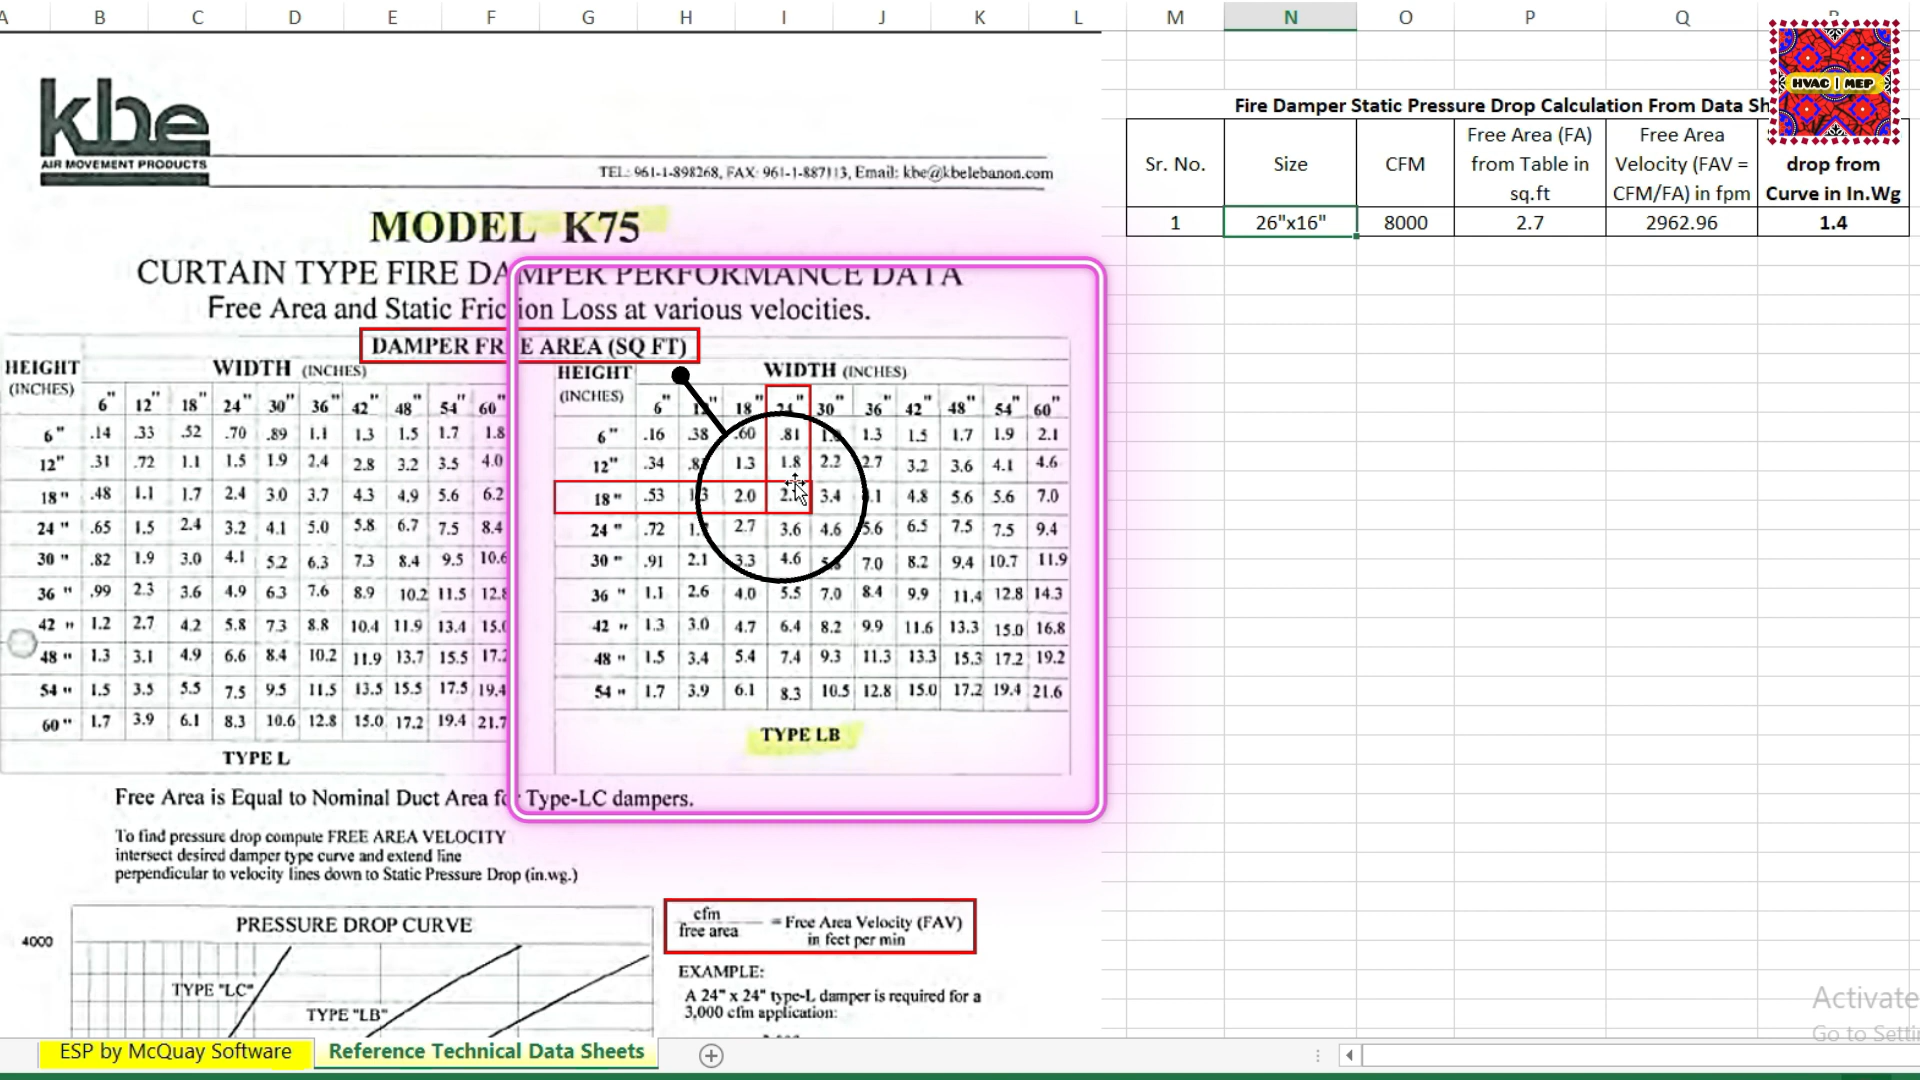 A B C D E F G H I J K L M N O P Q
kbe
AIR MOVEMENT PRODUCTS
TEL: 961-1-898268, FAX: 961-1-887113, Email: kbe@kbelebanon.com
MODEL K75
CURTAIN TYPE FIRE DAMPER PERFORMANCE DATA
Free Area and Static Friction Loss at various velocities.
DAMPER FREE AREA (SQ FT)
HEIGHT WIDTH (INCHES)
(INCHES) 6" 12" 18" 24" 30" 36" 42" 48" 54" 60"
6" .14 .33 .52 .70 .89 1.1 1.3 1.5 1.7 1.8
12" .31 .72 1.1 1.5 1.9 2.4 2.8 3.2 3.5 4.0
18" .48 1.1 1.7 2.4 3.0 3.7 4.3 4.9 5.6 6.2
24" .65 1.5 2.4 3.2 4.1 5.0 5.8 6.7 7.5 8.4
30" .82 1.9 3.0 4.1 5.2 6.3 7.3 8.4 9.5 10.6
36" .99 2.3 3.6 4.9 6.3 7.6 8.9 10.2 11.5 12.8
42" 1.2 2.7 4.2 5.8 7.3 8.8 10.4 11.9 13.4
48" 1.3 3.1 4.9 6.6 8.4 10.2 11.9 13.7 15.5 17.2
54" 1.5 3.5 5.5 7.5 9.5 11.5 13.5 15.5 17.5 19.4
60" 1.7 3.9 6.1 8.3 10.6 12.8 15.0 17.2 19.4 21.7
TYPE L
HEIGHT WIDTH (INCHES)
(INCHES) 6" 18" 30" 36" 42" 48" 54" 60"
6" .16 .38 .60 .81 1.3 1.5 1.7 1.9 2.1
12" .34 1.3 1.8 2.2 2.7 3.2 3.6 4.1 4.6
18" .53 2.0 3.4 4.8 5.6 5.6 7.0
24" .72 2.7 3.6 4.6 5.6 6.5 7.5 7.5 9.4
30" .91 2.1 3.3 4.6 7.0 8.2 9.4 10.7 11.9
36" 1.1 2.6 4.0 5.5 7.0 8.4 9.9 11.4 12.8 14.3
42" 1.3 3.0 4.7 6.4 8.2 9.9 11.6 13.3 15.0 16.8
48" 1.5 3.4 5.4 7.4 9.3 11.3 13.3 15.3 17.2 19.2
54" 1.7 3.9 6.1 8.3 10.5 12.8 15.0 17.2 19.4 21.6
TYPE LB
Free Area is Equal to Nominal Duct Area for Type-LC dampers.
To find pressure drop compute FREE AREA VELOCITY
intersect desired damper type curve and extend line
perpendicular to velocity lines down to Static Pressure Drop (in.wg.)
PRESSURE DROP CURVE
4000
TYPE "LC"
TYPE "LB"
cfm
free area = Free Area Velocity (FAV)
in feet per min
EXAMPLE:
A 24" x 24" type-L damper is required for a
3,000 cfm application:
Fire Damper Static Pressure Drop Calculation From Data Sh
Sr. No. Size CFM Free Area (FA) from Table in sq.ft Free Area Velocity (FAV = CFM/FA) in fpm drop from Curve in In.Wg
1 26"x16" 8000 2.7 2962.96 1.4
HVAC | MEP
Activate
Go to Setti
ESP by McQuay Software Reference Technical Data Sheets